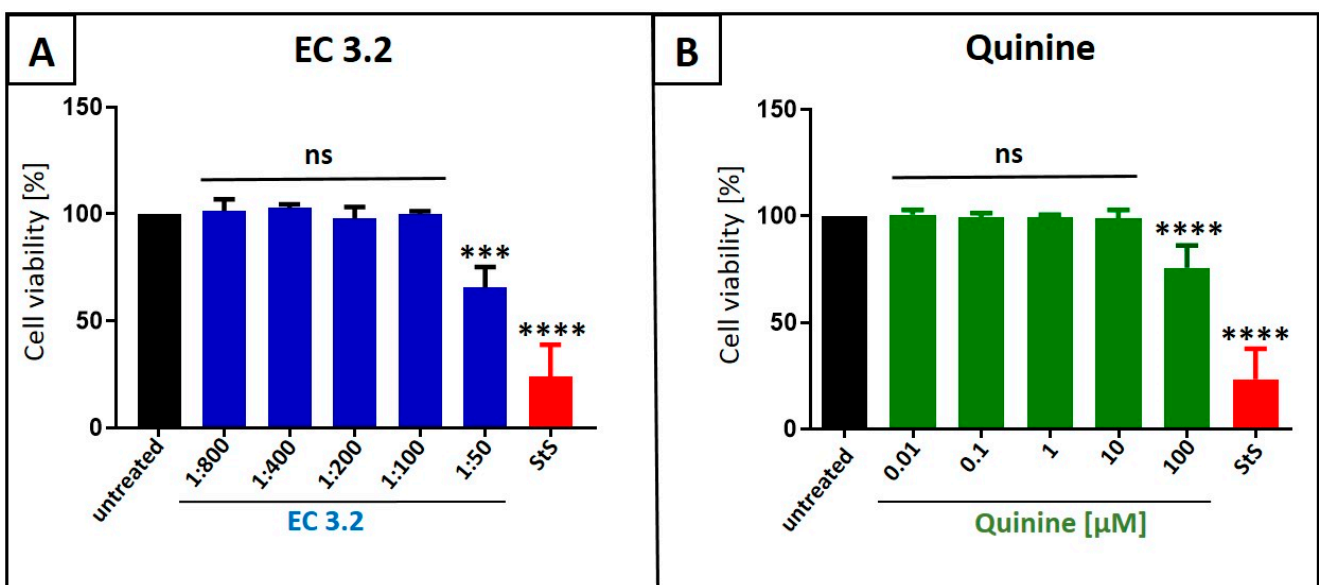 A
EC 3.2
Cell viability [%]
150
100
50
0
ns
***
****
untreated
1:800
1:400
1:200
1:100
1:50
StS
EC 3.2
B
Quinine
Cell viability [%]
150
100
50
0
ns
****
****
untreated
0.01
0.1
1
10
100
StS
Quinine [µM]